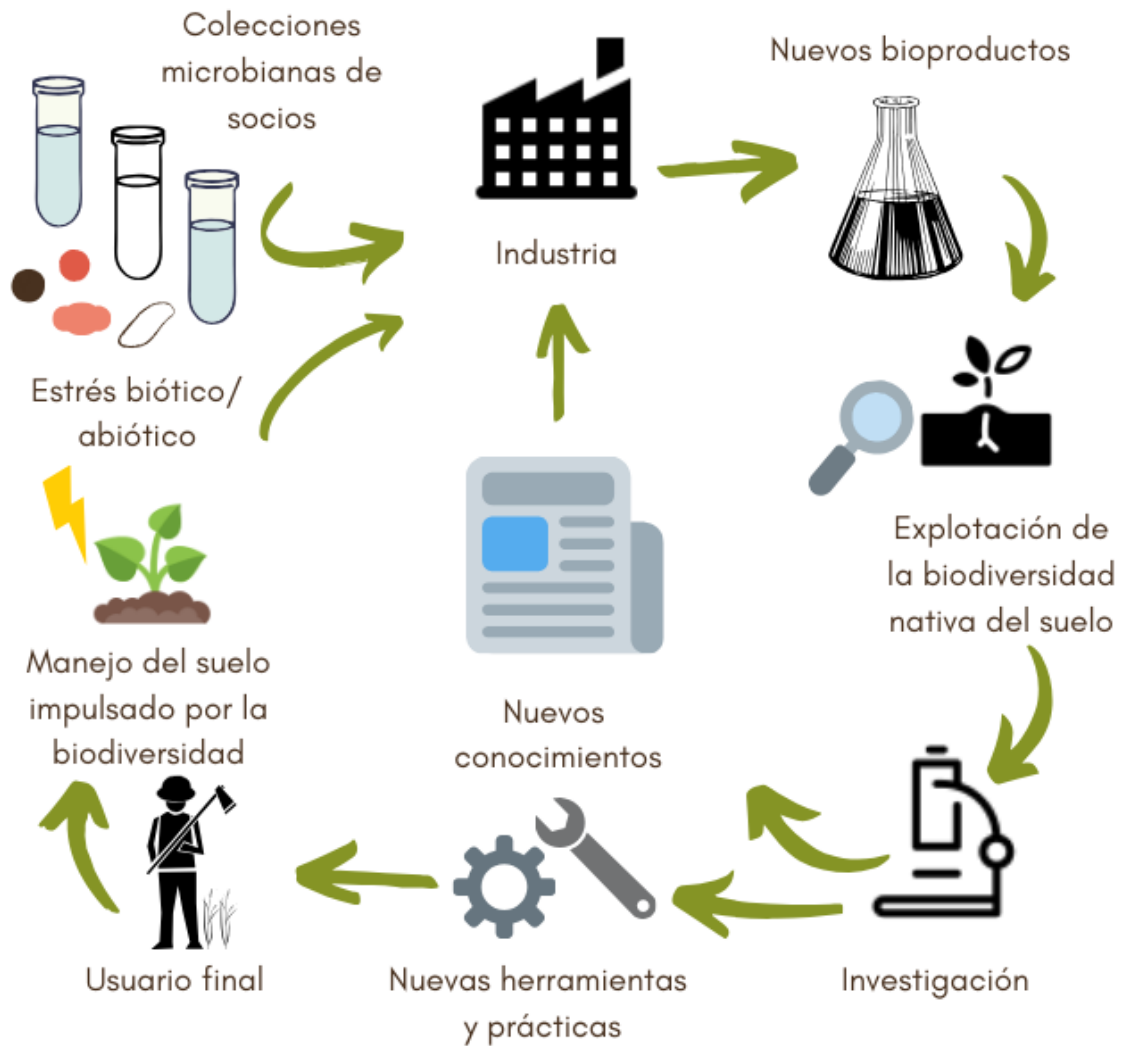 Colecciones
microbianas de
socios
Industria
Nuevos bioproductos
Estrés biótico/
abiótico
Explotación de
la biodiversidad
nativa del suelo
Manejo del suelo
impulsado por la
biodiversidad
Nuevos
conocimientos
Usuario final
Nuevas herramientas
y prácticas
Investigación